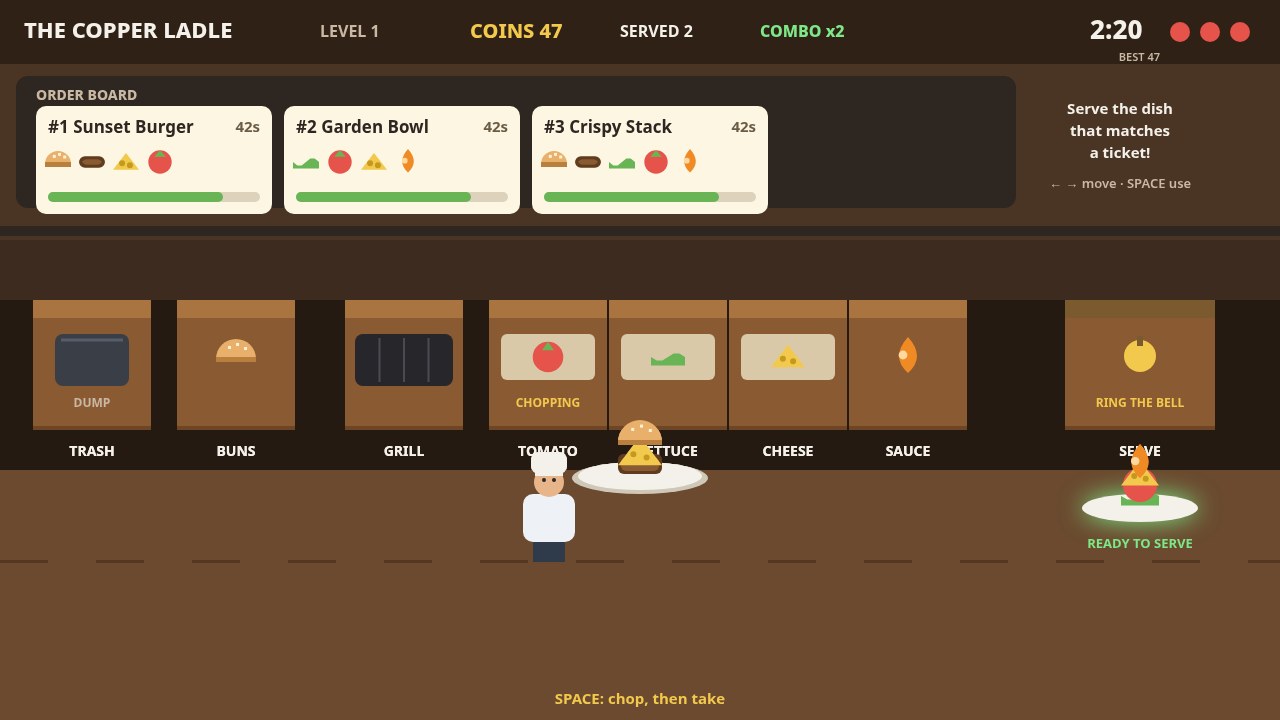 THE COPPER LADLE
LEVEL 1
COINS 47
SERVED 2
COMBO x2
2:20
BEST 47
ORDER BOARD
#1 Sunset Burger 42s
#2 Garden Bowl 42s
#3 Crispy Stack 42s
Serve the dish
that matches
a ticket!
← → move · SPACE use
DUMP
CHOPPING
RING THE BELL
TRASH
BUNS
GRILL
TOMATO
LETTUCE
CHEESE
SAUCE
SERVE
READY TO SERVE
SPACE: chop, then take